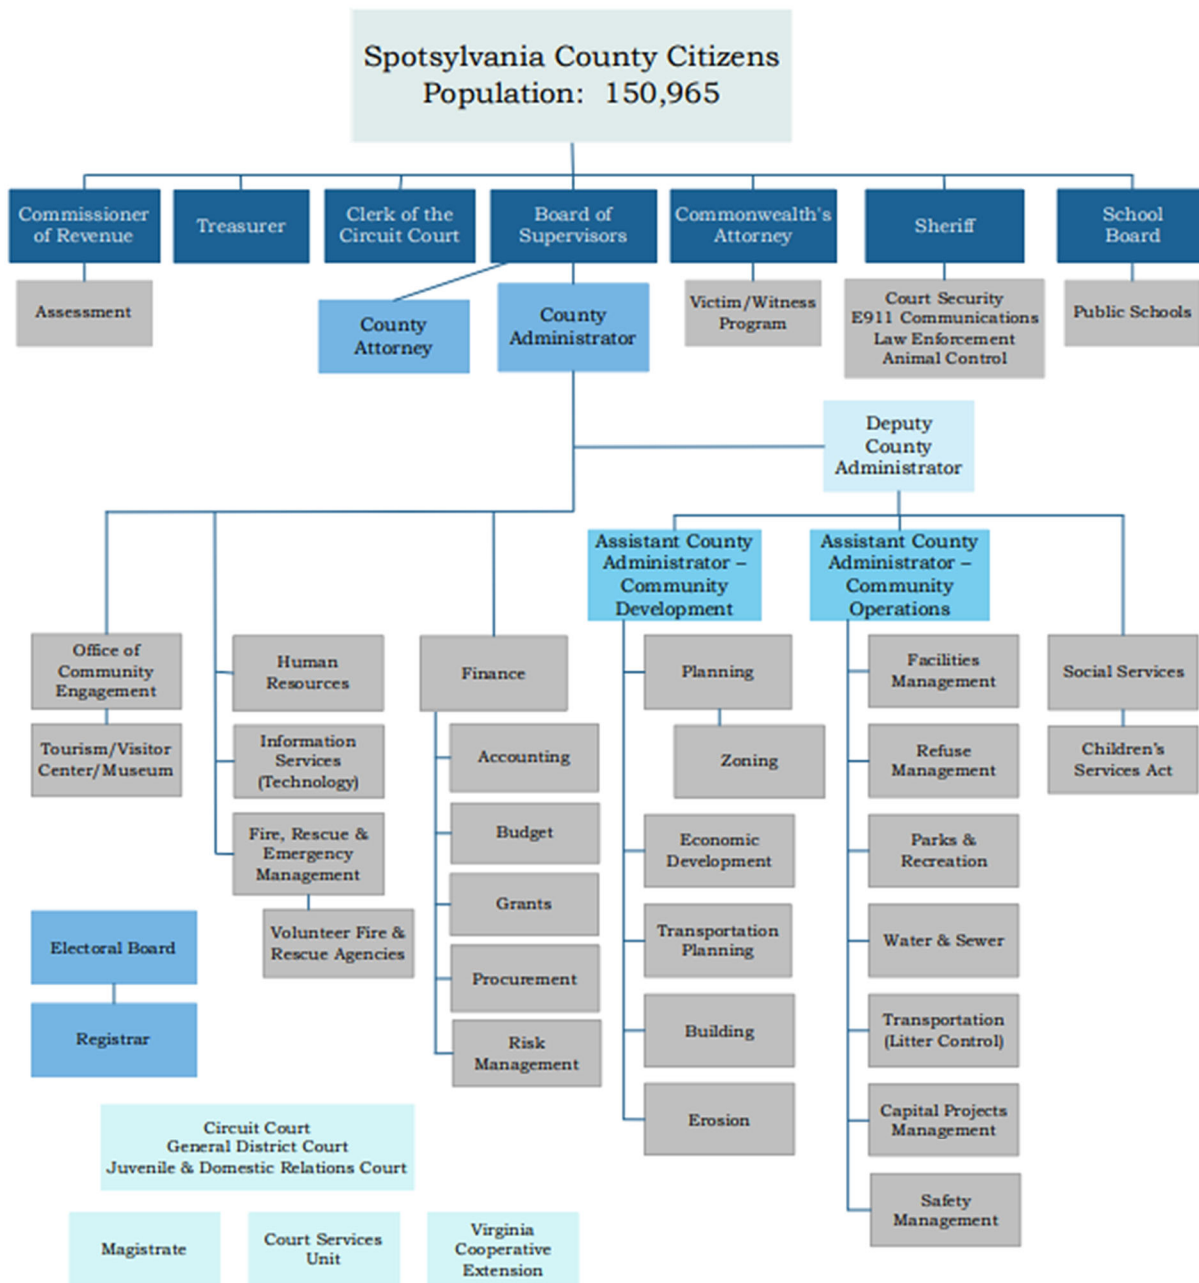 Spotsylvania County Citizens
Population: 150,965
Commissioner
of Revenue
Treasurer
Clerk of the
Circuit Court
Board of
Supervisors
Commonwealth's
Attorney
Sheriff
School
Board
Assessment
County
Attorney
County
Administrator
Victim/Witness
Program
Court Security
E911 Communications
Law Enforcement
Animal Control
Public Schools
Deputy
County
Administrator
Assistant County
Administrator –
Community
Development
Assistant County
Administrator –
Community
Operations
Office of
Community
Engagement
Tourism/Visitor
Center/Museum
Human
Resources
Information
Services
(Technology)
Fire, Rescue &
Emergency
Management
Volunteer Fire &
Rescue Agencies
Finance
Accounting
Budget
Grants
Procurement
Risk
Management
Planning
Zoning
Economic
Development
Transportation
Planning
Building
Erosion
Facilities
Management
Refuse
Management
Parks &
Recreation
Water & Sewer
Transportation
(Litter Control)
Capital Projects
Management
Safety
Management
Social Services
Children's
Services Act
Electoral Board
Registrar
Circuit Court
General District Court
Juvenile & Domestic Relations Court
Magistrate
Court Services
Unit
Virginia
Cooperative
Extension